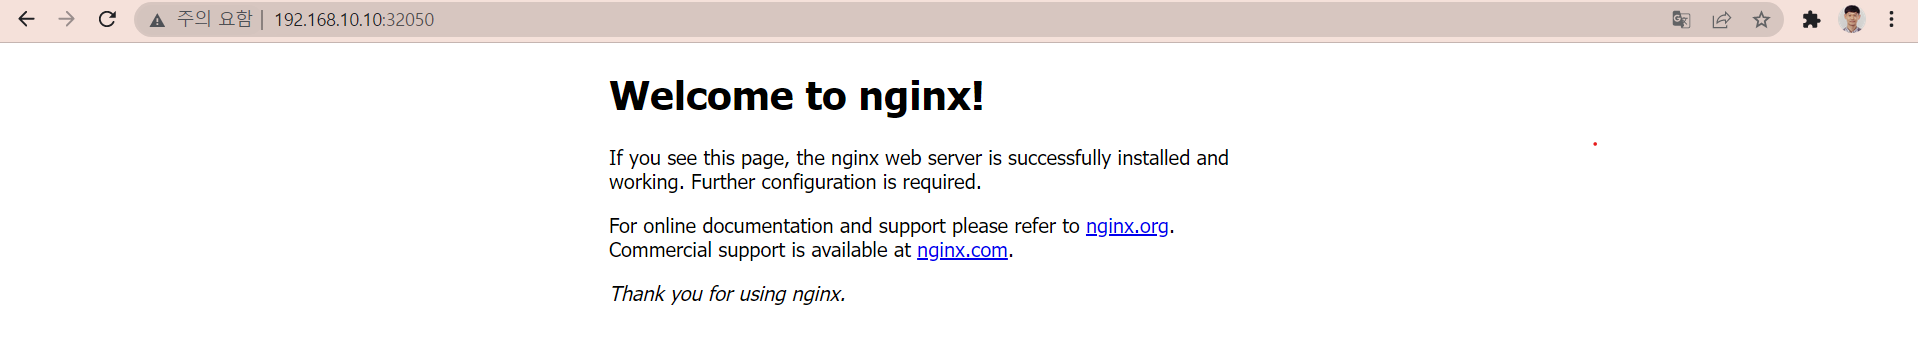 주의 요함 | 192.168.10.10:32050
Welcome to nginx!
If you see this page, the nginx web server is successfully installed and
working. Further configuration is required.
For online documentation and support please refer to nginx.org.
Commercial support is available at nginx.com.
Thank you for using nginx.